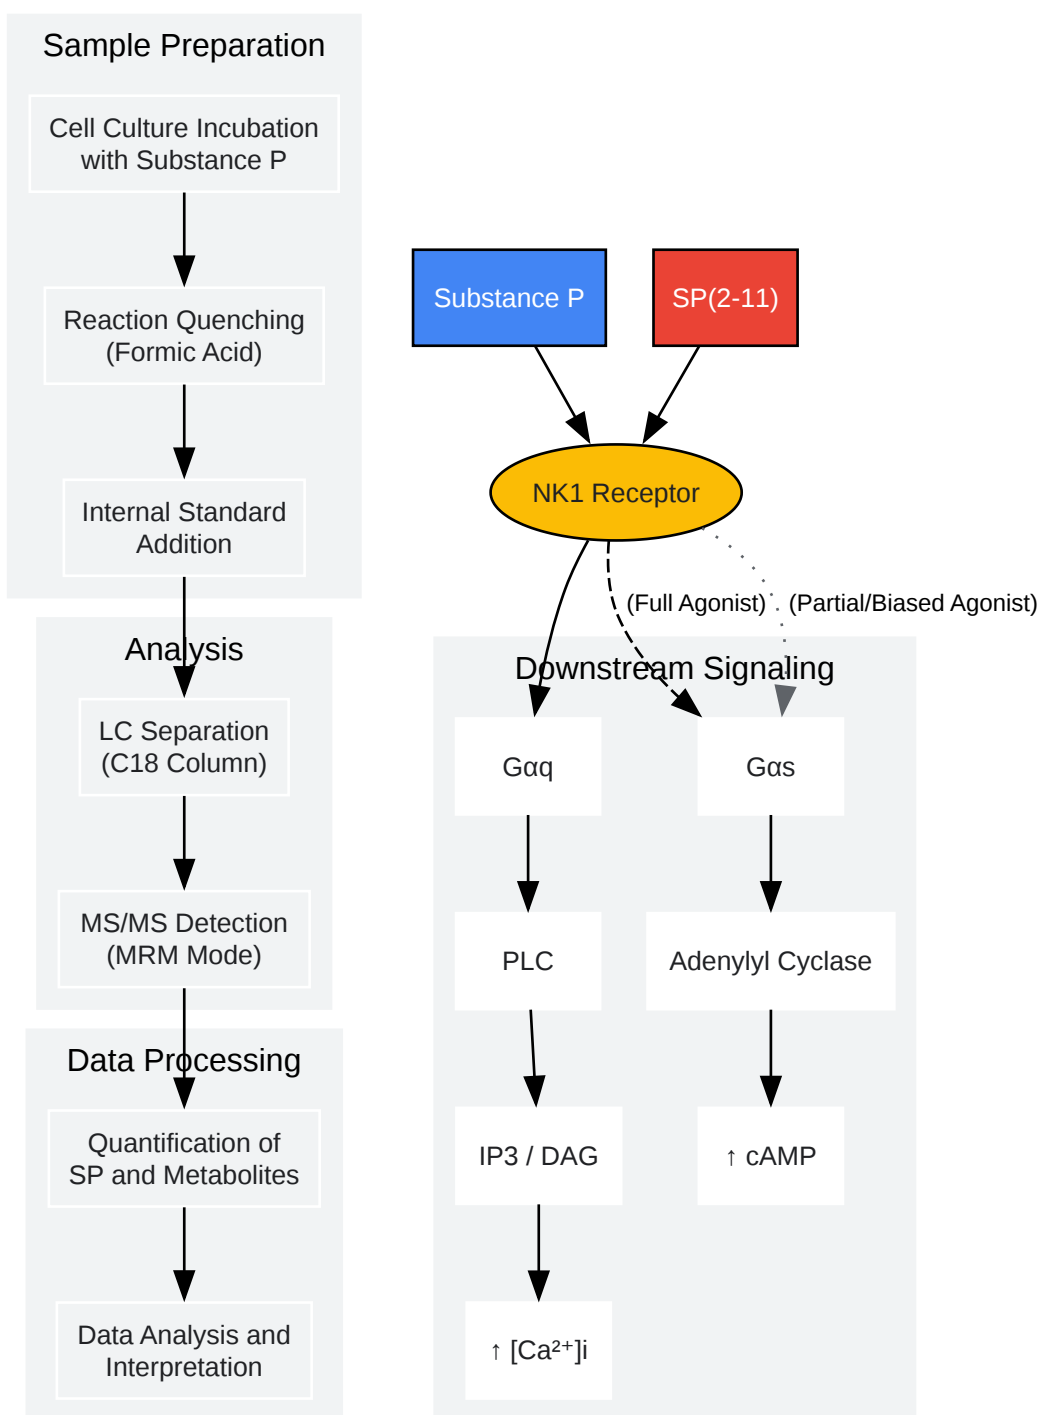 Sample Preparation
Cell Culture Incubation
with Substance P
Reaction Quenching
(Formic Acid)
Internal Standard
Addition
Analysis
LC Separation
(C18 Column)
MS/MS Detection
(MRM Mode)
Data Processing
Quantification of
SP and Metabolites
Data Analysis and
Interpretation
Substance P
SP(2-11)
NK1 Receptor
(Full Agonist)
(Partial/Biased Agonist)
Downstream Signaling
Gαq
Gαs
PLC
Adenylyl Cyclase
IP3 / DAG
↑ cAMP
↑ [Ca²⁺]i